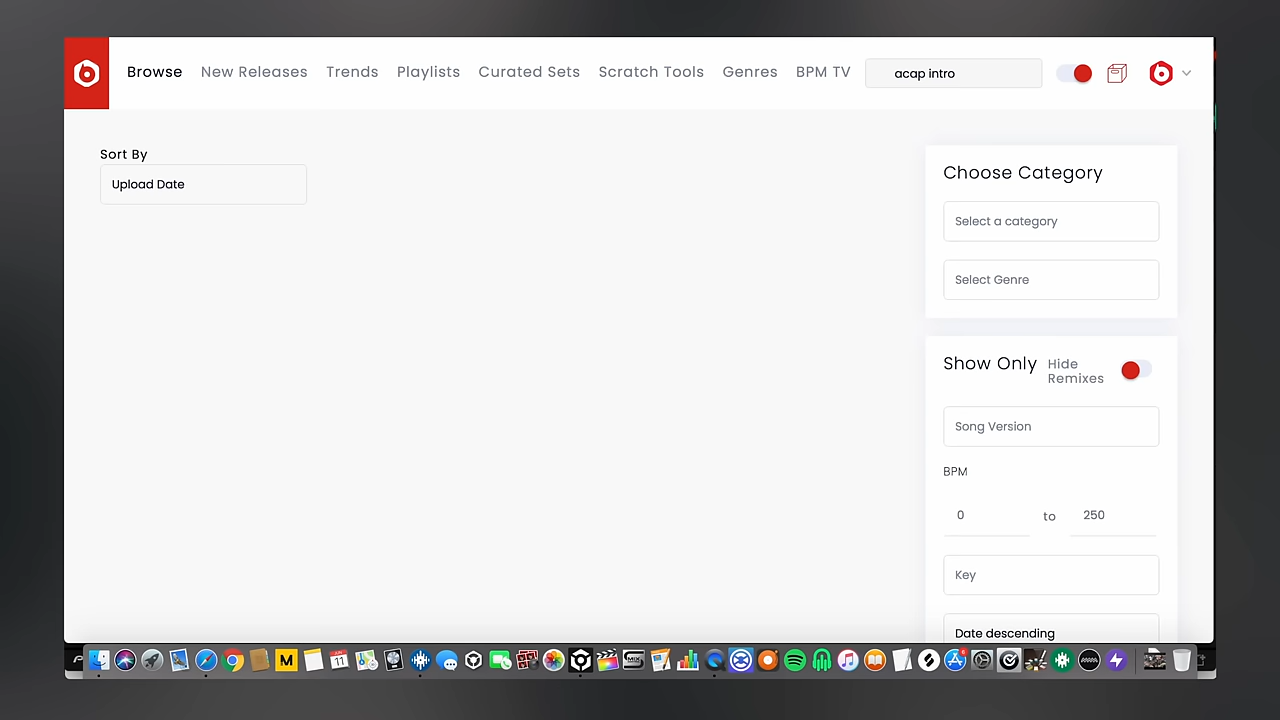 Browse New Releases Trends Playlists Curated Sets Scratch Tools Genres BPM TV acap intro
Sort By
Upload Date
Choose Category
Select a category
Select Genre
Show Only
Hide
Remixes
Song Version
BPM
0 to 250
Key
Date descending